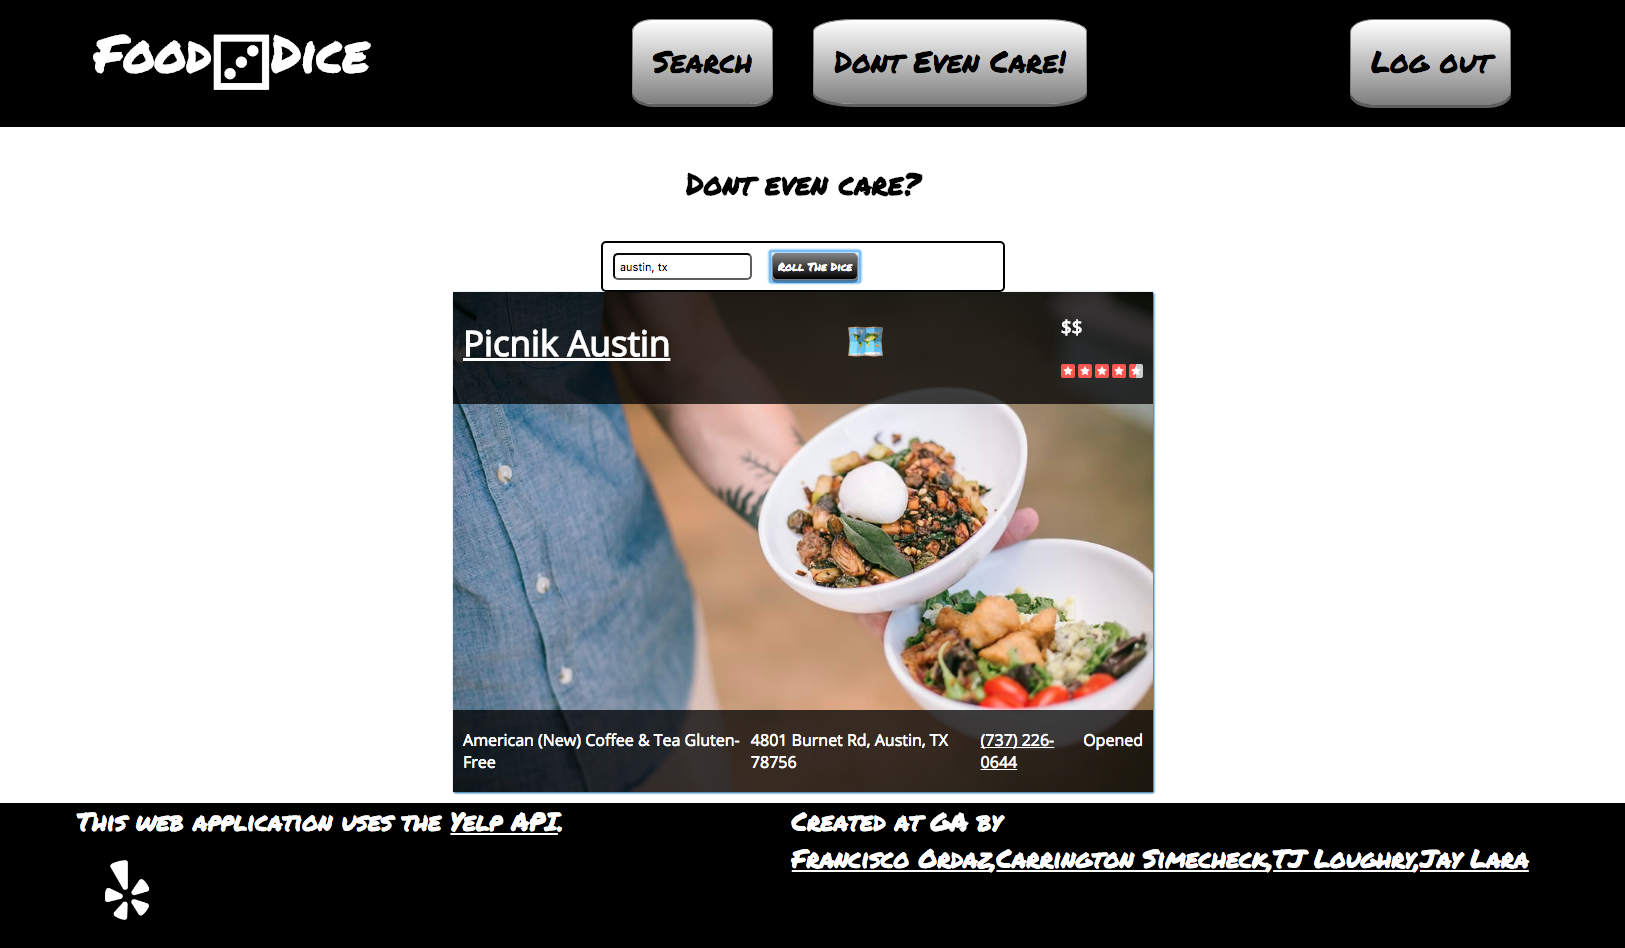 Food Dice
Search
Dont Even Care!
Log out
Dont even care?
austin, tx
Roll The Dice
Picnik Austin
$$
American (New) Coffee & Tea Gluten-
Free
4801 Burnet Rd, Austin, TX
78756
(737) 226-
0644
Opened
This web application uses the Yelp API.
Created at GA by
Francisco Ordaz,Carrington Simecheck,TJ Loughry,Jay Lara